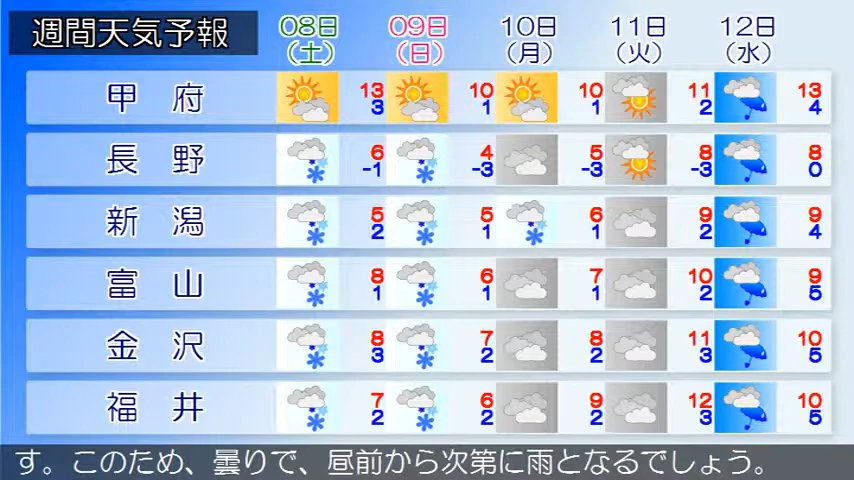 週間天気予報
08日 09日 10日 11日 12日
(土) (日) (月) (火) (水)
甲 府 13 3 10 1 10 1 11 2 13 4
長 野 6 -1 4 -3 5 -3 8 -3 8 0
新 潟 5 2 5 1 6 1 9 2 9 4
富 山 8 1 6 1 7 1 10 2 9 5
金 沢 8 3 7 2 8 2 11 3 10 5
福 井 7 2 6 2 9 2 12 3 10 5
す。このため、曇りで、昼前から次第に雨となるでしょう。